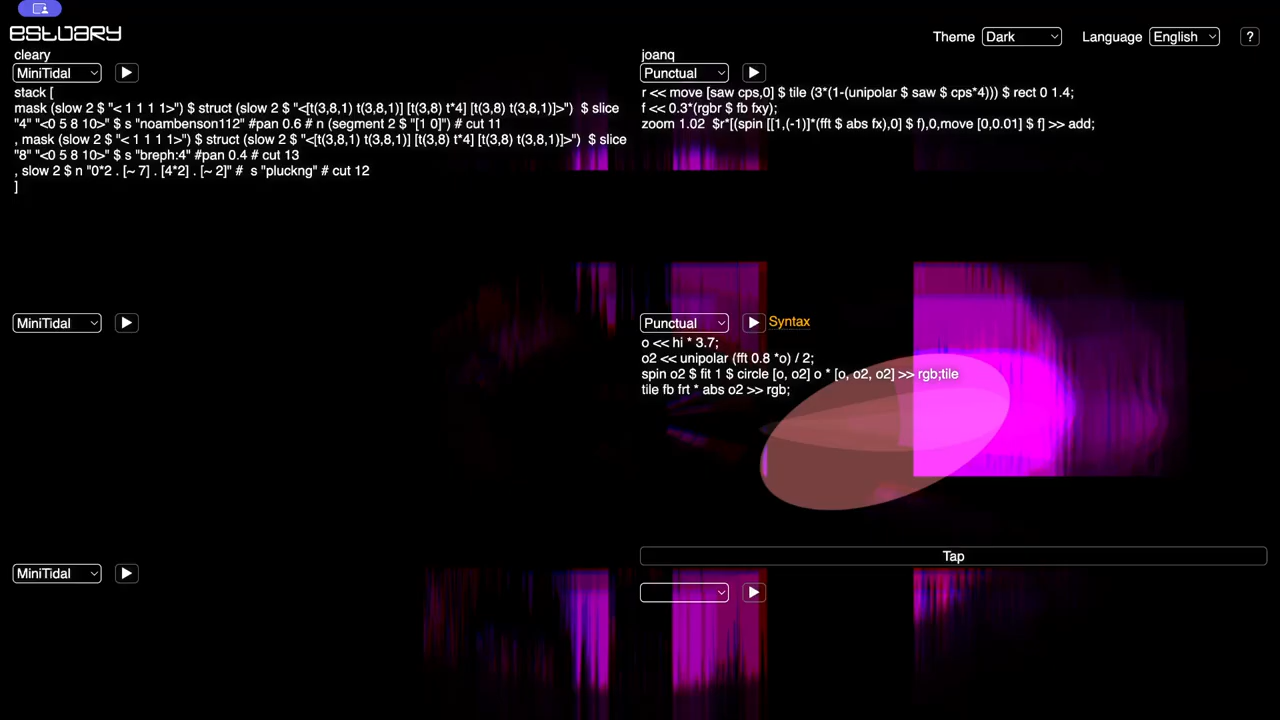 ESTUARY
Theme Dark Language English ?
cleary
MiniTidal
stack [
mask (slow 2 $ "< 1 1 1 1>") $ struct (slow 2 $ "<[t(3,8,1) t(3,8,1)] [t(3,8) t*4] [t(3,8) t(3,8,1)]>")  $ slice
"4" "<0 5 8 10>" $ s "noambenson112" #pan 0.6 # n (segment 2 $ "[1 0]") # cut 11
, mask (slow 2 $ "< 1 1 1 1>") $ struct (slow 2 $ "<[t(3,8,1) t(3,8,1)] [t(3,8) t*4] [t(3,8) t(3,8,1)]>")  $ slice
"8" "<0 5 8 10>" $ s "breph:4" #pan 0.4 # cut 13
, slow 2 $ n "0*2 . [~ 7] . [4*2] . [~ 2]" #  s "pluckng" # cut 12
]
joanq
Punctual
r << move [saw cps,0] $ tile (3*(1-(unipolar $ saw $ cps*4))) $ rect 0 1.4;
f << 0.3*(rgbr $ fb fxy);
zoom 1.02  $r*[(spin [[1,(-1)]*(fft $ abs fx),0] $ f),0,move [0,0.01] $ f] >> add;
MiniTidal
Punctual Syntax
o << hi * 3.7;
o2 << unipolar (fft 0.8 *o) / 2;
spin o2 $ fit 1 $ circle [o, o2] o * [o, o2, o2] >> rgb;tile
tile fb frt * abs o2 >> rgb;
Tap
MiniTidal